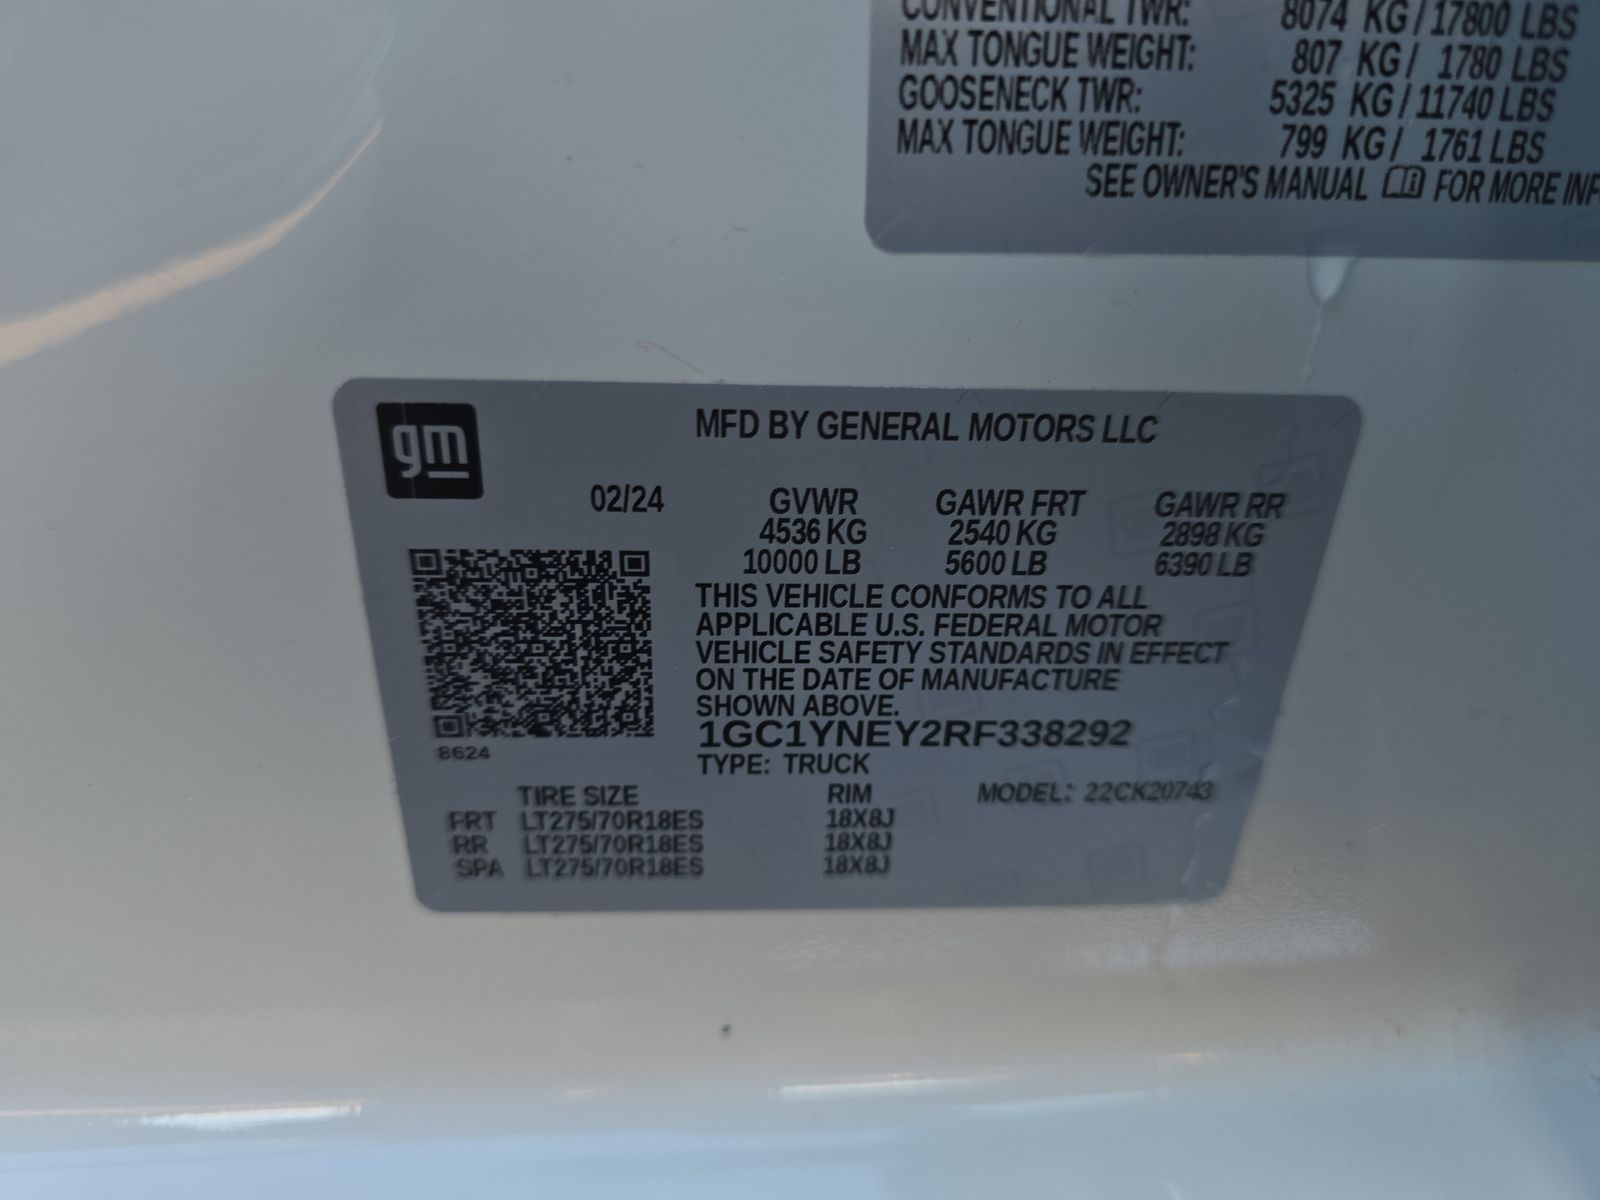 CONVENTIONAL TWR: 8074 KG / 17800 LBS
MAX TONGUE WEIGHT: 807 KG / 1780 LBS
GOOSENECK TWR: 5325 KG / 11740 LBS
MAX TONGUE WEIGHT: 799 KG / 1761 LBS
SEE OWNER'S MANUAL FOR MORE INF
gm
MFD BY GENERAL MOTORS LLC
02/24 GVWR GAWR FRT GAWR RR
4536 KG 2540 KG 2898 KG
10000 LB 5600 LB 6390 LB
THIS VEHICLE CONFORMS TO ALL
APPLICABLE U.S. FEDERAL MOTOR
VEHICLE SAFETY STANDARDS IN EFFECT
ON THE DATE OF MANUFACTURE
SHOWN ABOVE.
1GC1YNEY2RF338292
8624
TYPE: TRUCK
TIRE SIZE RIM MODEL: 22CK20743
FRT LT275/70R18ES 18X8J
RR LT275/70R18ES 18X8J
SPA LT275/70R18ES 18X8J